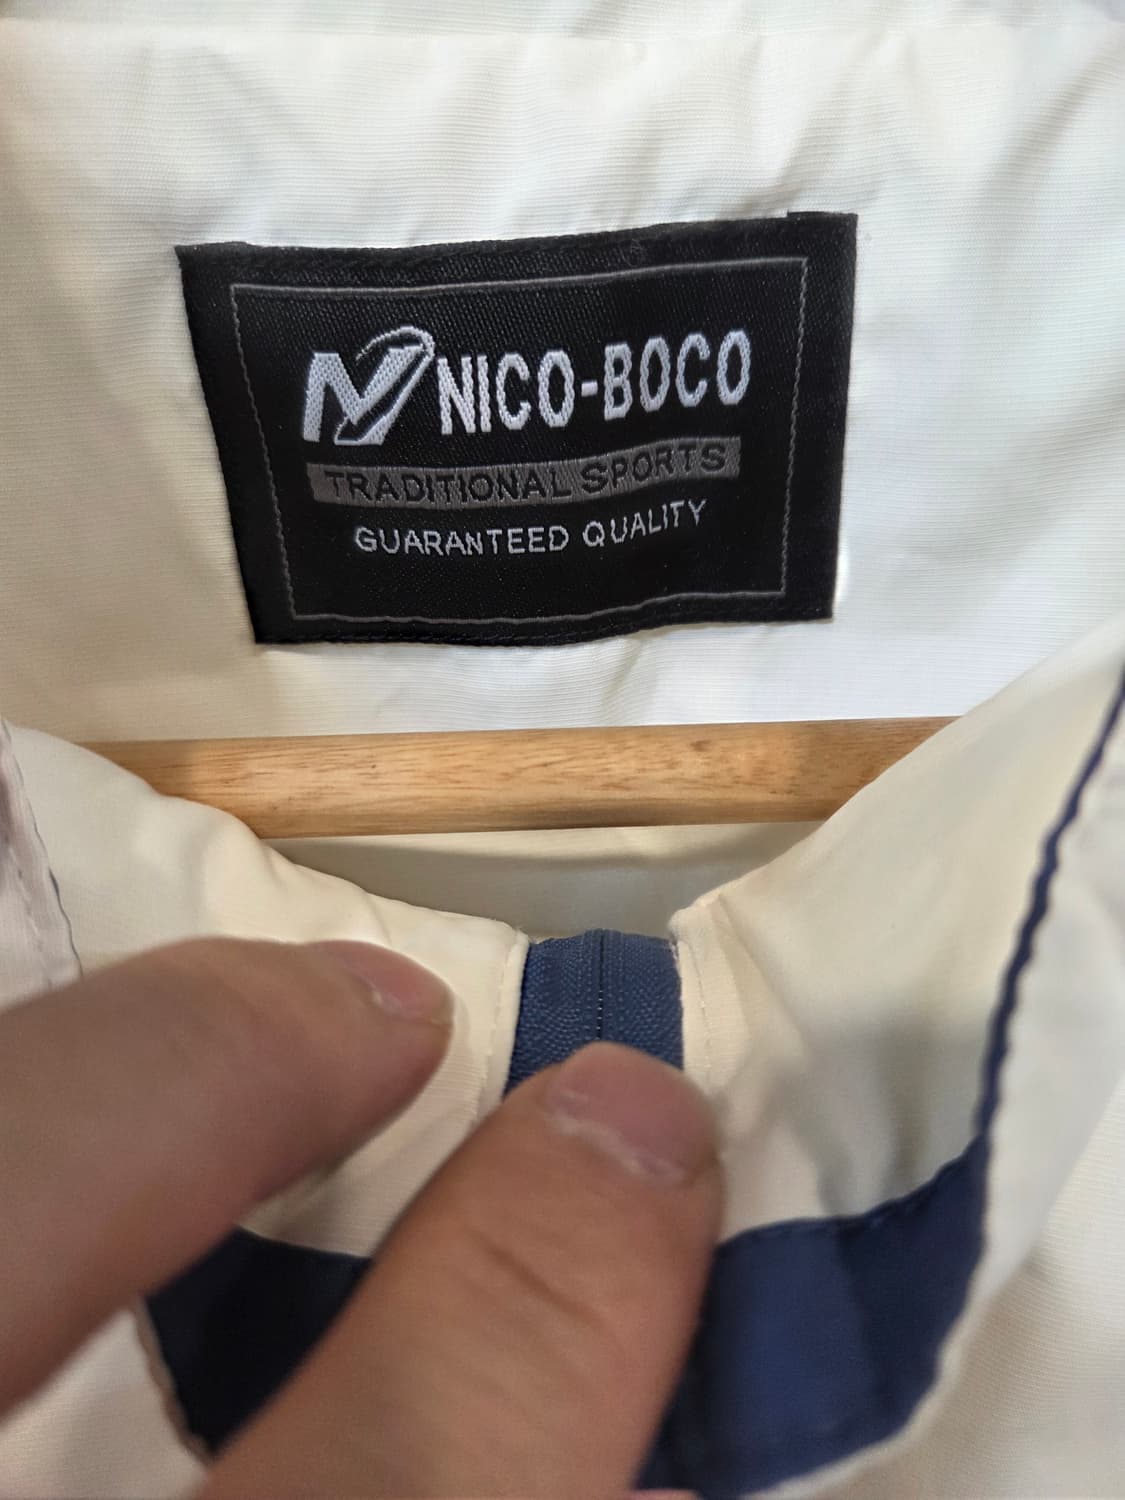 NICO-BOCO
TRADITIONAL SPORTS
GUARANTEED QUALITY